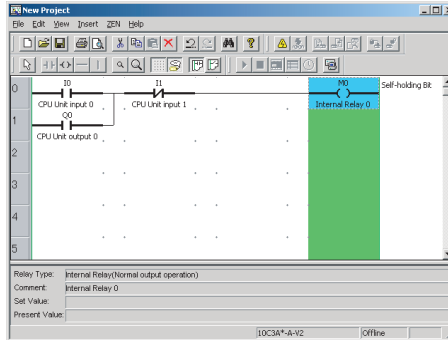 New Project
File Edit View Insert ZEN Help
0 I0 I1 M0 Self-holding Bit
CPU Unit input 0 CPU Unit input 1 Internal Relay 0
1 Q0
CPU Unit output 0
2
3
4
5
Relay Type: Internal Relay(Normal output operation)
Comment: Internal Relay 0
Set Value:
Present Value:
10C3A*-A-V2 Offline